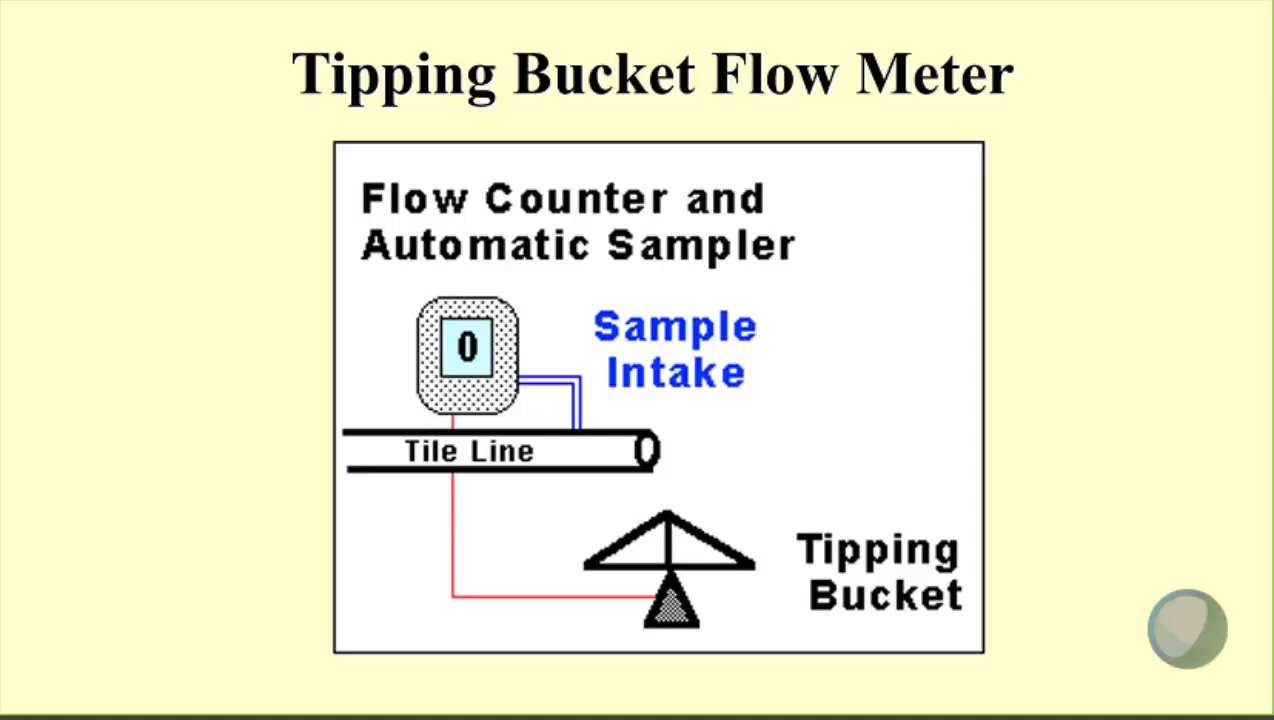 Tipping Bucket Flow Meter
Flow Counter and
Automatic Sampler
0
Sample
Intake
Tile Line
Tipping
Bucket